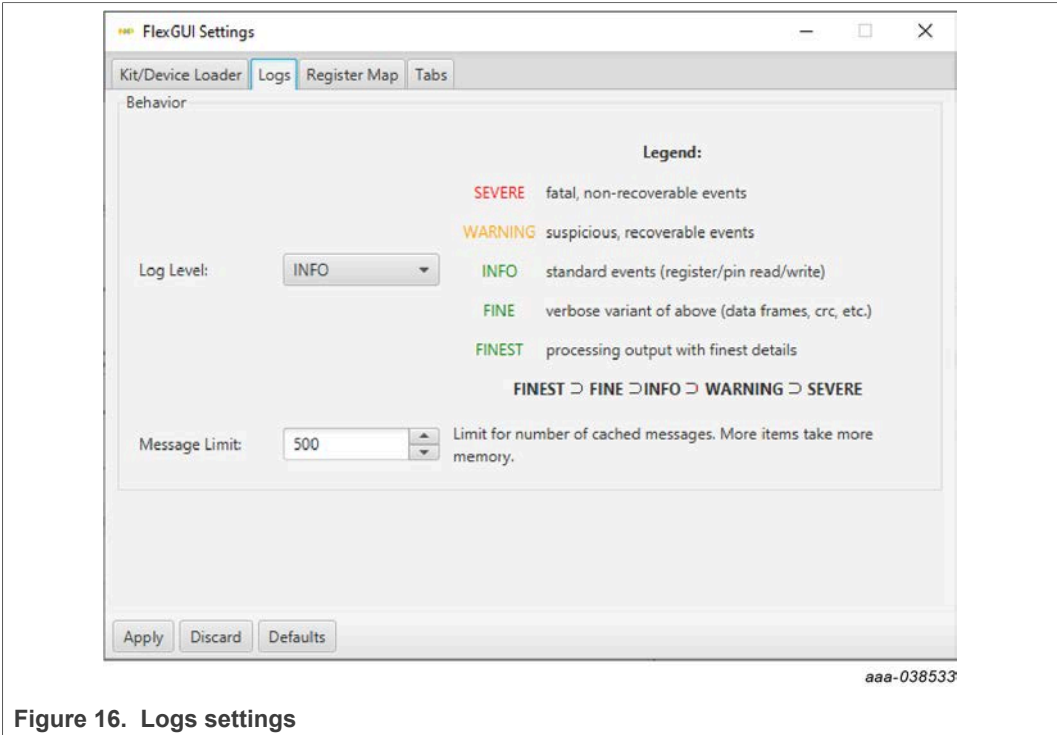 FlexGUI Settings
Kit/Device Loader Logs Register Map Tabs
Behavior
Legend:
SEVERE fatal, non-recoverable events
WARNING suspicious, recoverable events
Log Level: INFO INFO standard events (register/pin read/write)
FINE verbose variant of above (data frames, crc, etc.)
FINEST processing output with finest details
FINEST ⊃ FINE ⊃INFO ⊃ WARNING ⊃ SEVERE
Message Limit: 500 Limit for number of cached messages. More items take more
memory.
Apply Discard Defaults
aaa-038533
Figure 16. Logs settings